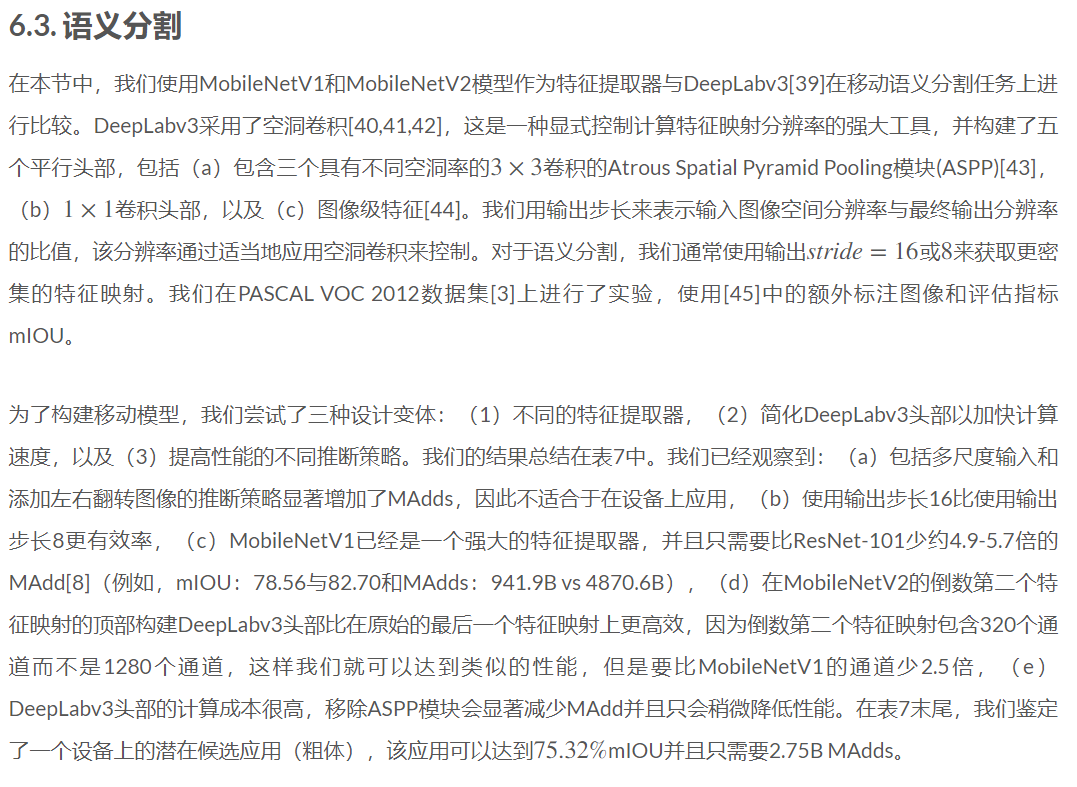 6.3. 语义分割
在本节中，我们使用MobileNetV1和MobileNetV2模型作为特征提取器与DeepLabv3[39]在移动语义分割任务上进
行比较。DeepLabv3采用了空洞卷积[40,41,42]，这是一种显式控制计算特征映射分辨率的强大工具，并构建了五
个平行头部，包括（a）包含三个具有不同空洞率的3 × 3卷积的Atrous Spatial Pyramid Pooling模块(ASPP)[43]，
（b）1 × 1卷积头部，以及（c）图像级特征[44]。我们用输出步长来表示输入图像空间分辨率与最终输出分辨率
的比值，该分辨率通过适当地应用空洞卷积来控制。对于语义分割，我们通常使用输出stride = 16或8来获取更密
集的特征映射。我们在PASCAL VOC 2012数据集[3]上进行了实验，使用[45]中的额外标注图像和评估指标
mIOU。
为了构建移动模型，我们尝试了三种设计变体：（1）不同的特征提取器，（2）简化DeepLabv3头部以加快计算
速度，以及（3）提高性能的不同推断策略。我们的结果总结在表7中。我们已经观察到：（a）包括多尺度输入和
添加左右翻转图像的推断策略显著增加了MAdds，因此不适合于在设备上应用，（b）使用输出步长16比使用输出
步长8更有效率，（c）MobileNetV1已经是一个强大的特征提取器，并且只需要比ResNet-101少约4.9-5.7倍的
MAdd[8]（例如，mIOU：78.56与82.70和MAdds：941.9B vs 4870.6B），（d）在MobileNetV2的倒数第二个特
征映射的顶部构建DeepLabv3头部比在原始的最后一个特征映射上更高效，因为倒数第二个特征映射包含320个通
道而不是1280个通道，这样我们就可以达到类似的性能，但是要比MobileNetV1的通道少2.5倍，（e）
DeepLabv3头部的计算成本很高，移除ASPP模块会显著减少MAdd并且只会稍微降低性能。在表7末尾，我们鉴定
了一个设备上的潜在候选应用（粗体），该应用可以达到75.32%mIOU并且只需要2.75B MAdds。